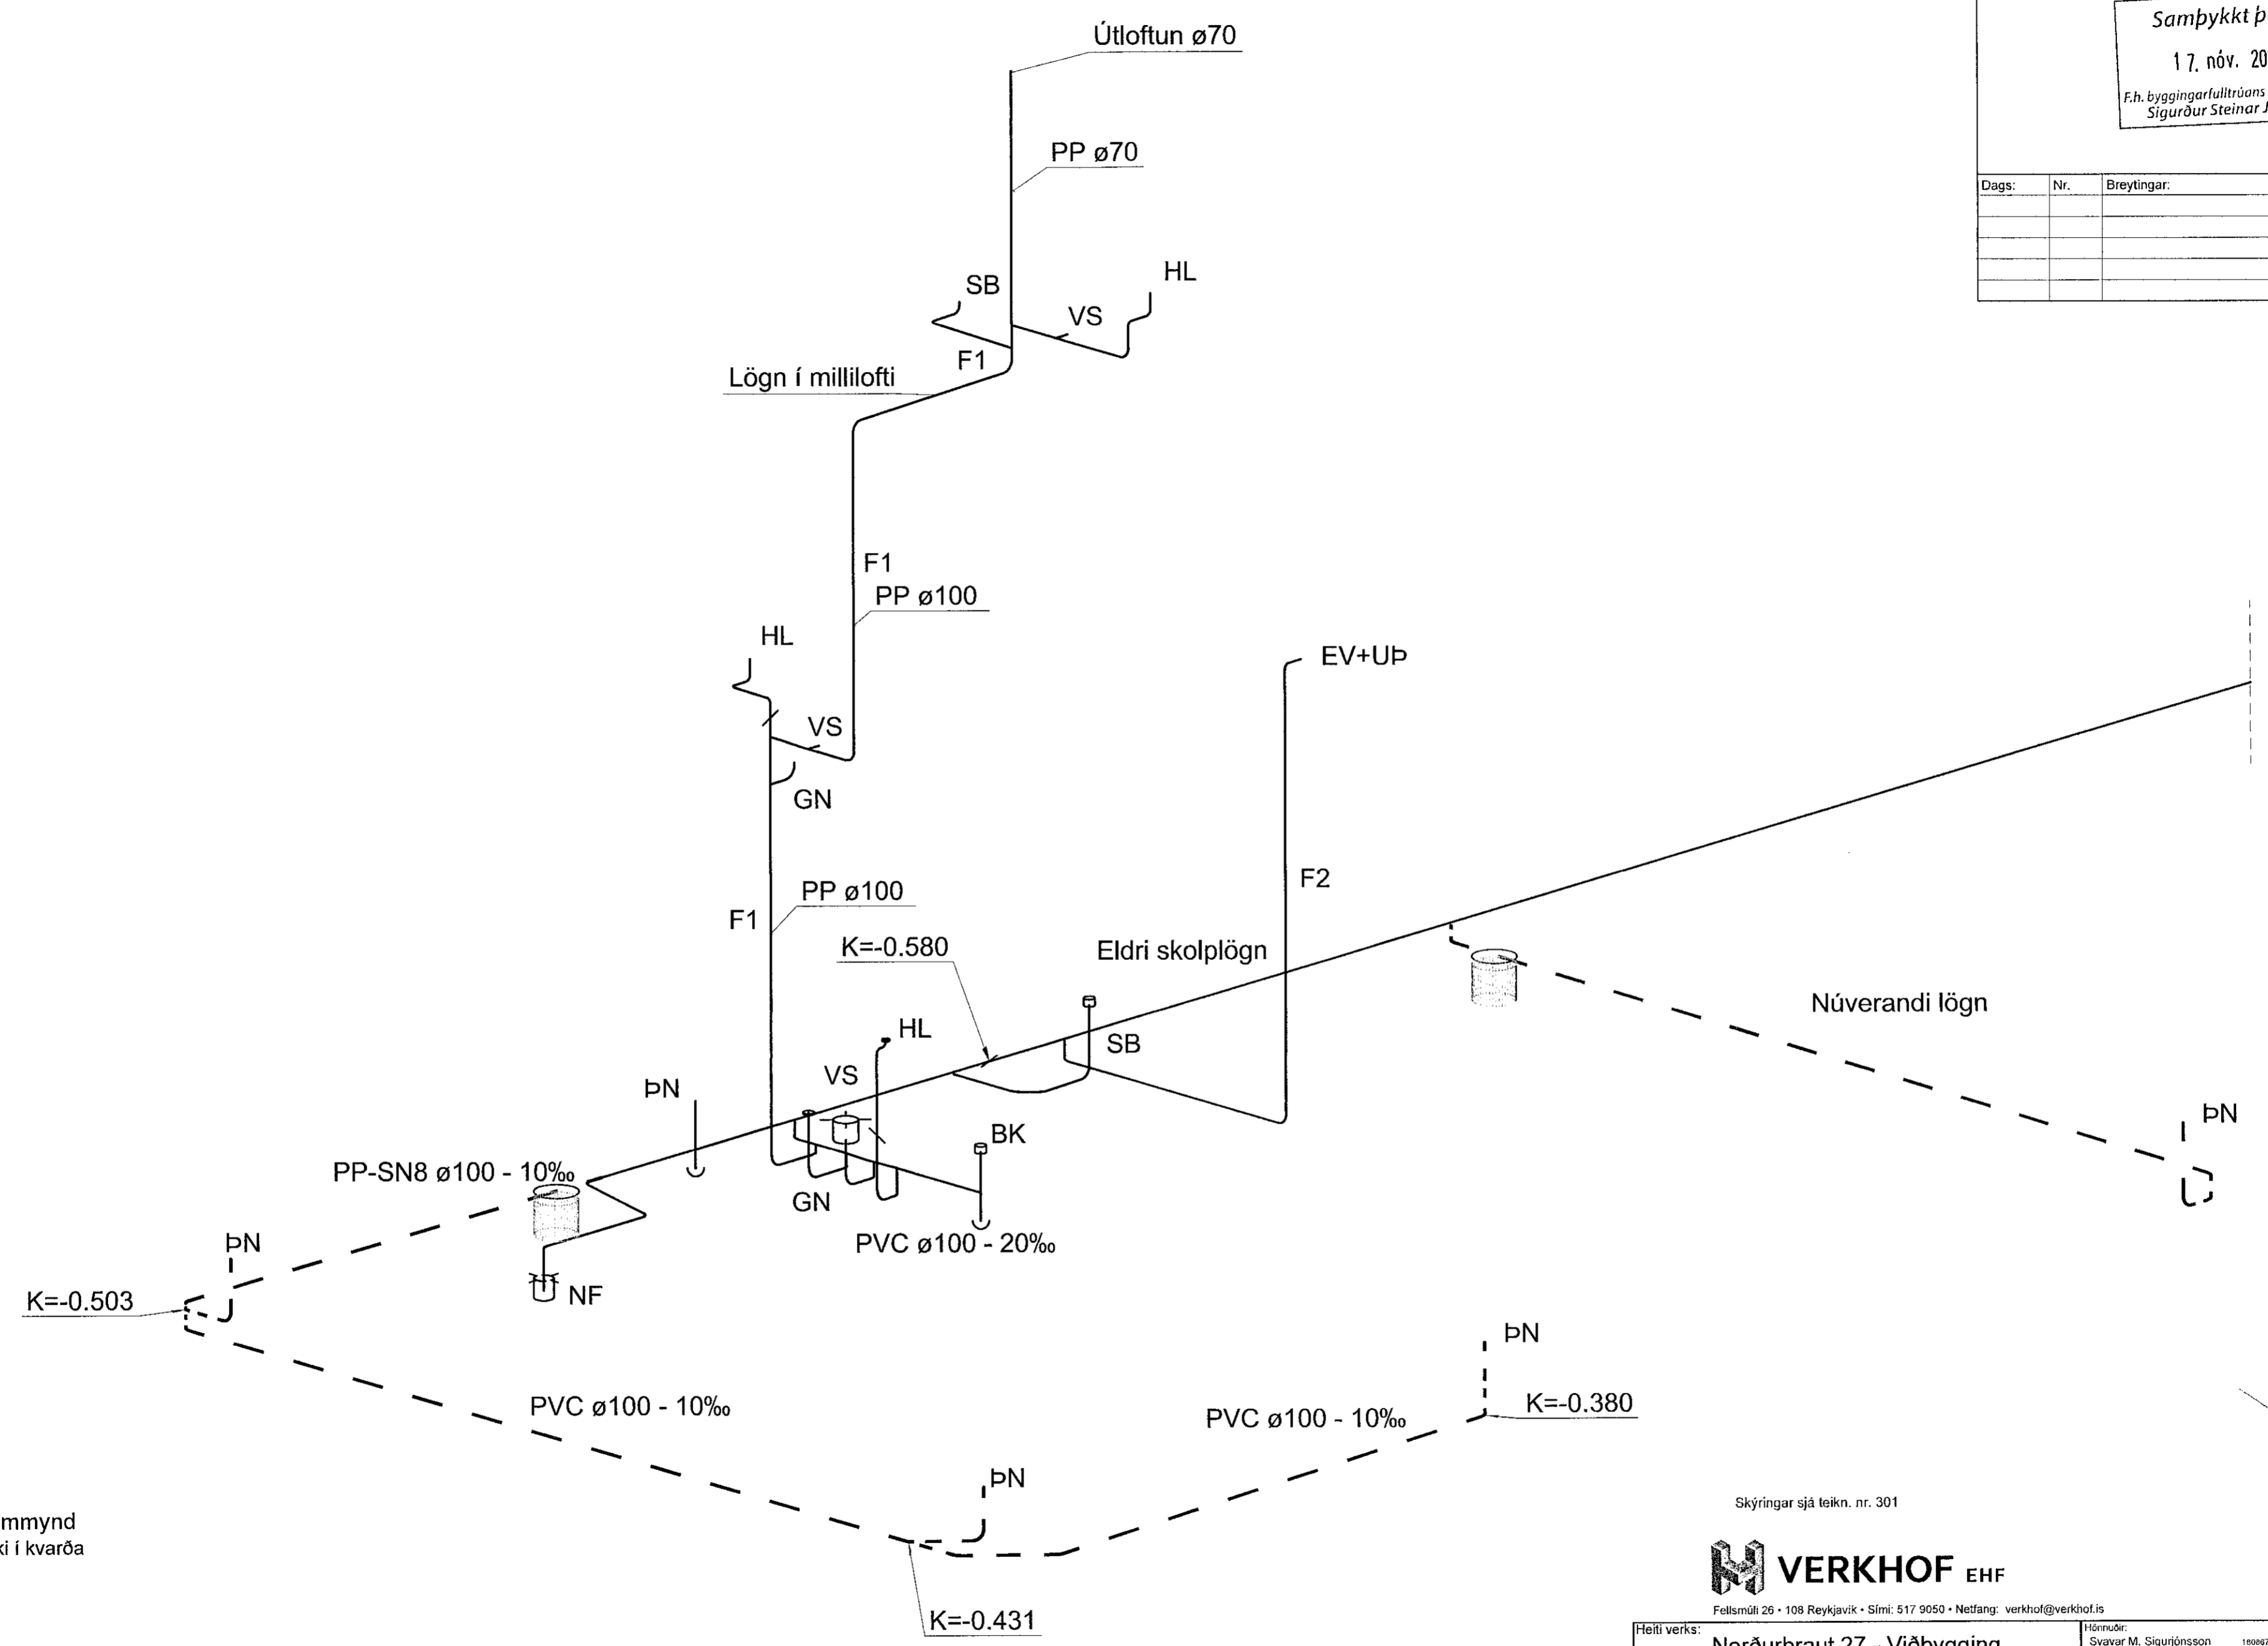 Útloftun ø70
PP ø70
SB
HL
VS
F1
Lögn í millilofti
F1
PP ø100
HL
VS
GN
EV+UÞ
F2
PP ø100
F1
K=-0.580
Eldri skolplögn
Núverandi lögn
HL
SB
VS
ÞN
BK
ÞN
PP-SN8 ø100 - 10‰
GN
PVC ø100 - 20‰
ÞN
K=-0.503
NF
ÞN
K=-0.380
PVC ø100 - 10‰
PVC ø100 - 10‰
ÞN
K=-0.431
mmynd
ki í kvarða
Samþykkt þ
17. nóv. 20
F.h. byggingarfulltrúans
Sigurður Steinar J
Dags: Nr. Breytingar:
Skýringar sjá teikn. nr. 301
VERKHOF EHF
Fellsmúli 26 • 108 Reykjavík • Sími: 517 9050 • Netfang: verkhof@verkhof.is
Heiti verks:
Norðurbraut 27 - Viðbygging
Hönnuðir:
Svavar M. Sigurjónsson